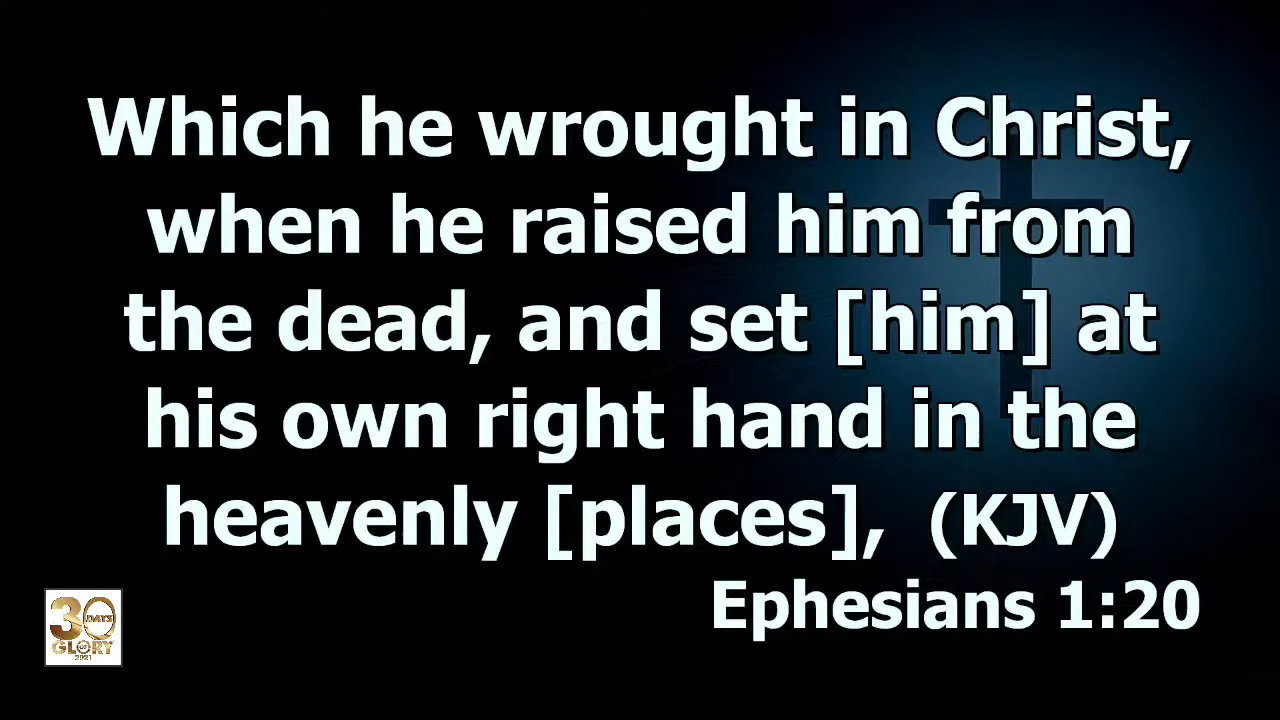 Which he wrought in Christ,
when he raised him from
the dead, and set [him] at
his own right hand in the
heavenly [places], (KJV)
Ephesians 1:20
30
DAYS
OF
GLORY
2021